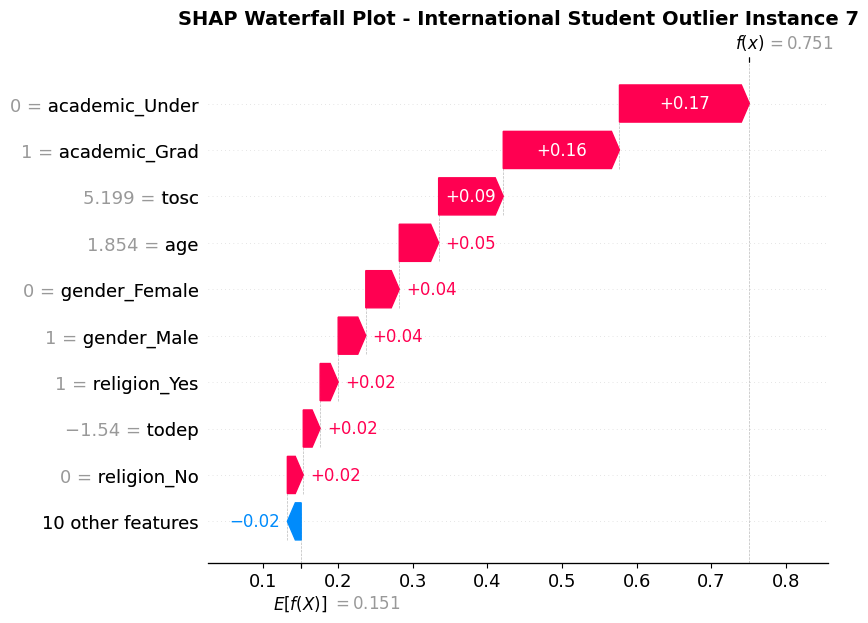 SHAP Waterfall Plot - International Student Outlier Instance 7
f(x) = 0.751
0 = academic_Under +0.17
1 = academic_Grad +0.16
5.199 = tosc +0.09
1.854 = age +0.05
0 = gender_Female +0.04
1 = gender_Male +0.04
1 = religion_Yes +0.02
−1.54 = todep +0.02
0 = religion_No +0.02
10 other features −0.02
0.1 0.2 0.3 0.4 0.5 0.6 0.7 0.8
E[f(X)] = 0.151